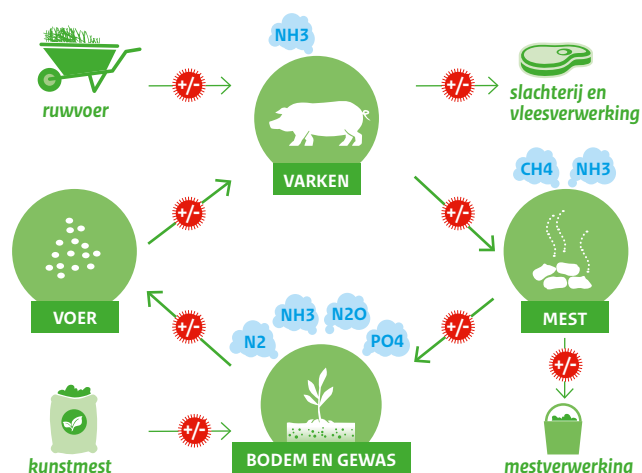 NH3
+/-
+/-
ruwvoer
slachterij en
vleesverwerking
VARKEN
CH4
NH3
+/-
+/-
VOER
MEST
NH3
N2O
N2
PO4
+/-
+/-
+/-
+/-
kunstmest
BODEM EN GEWAS
mestverwerking